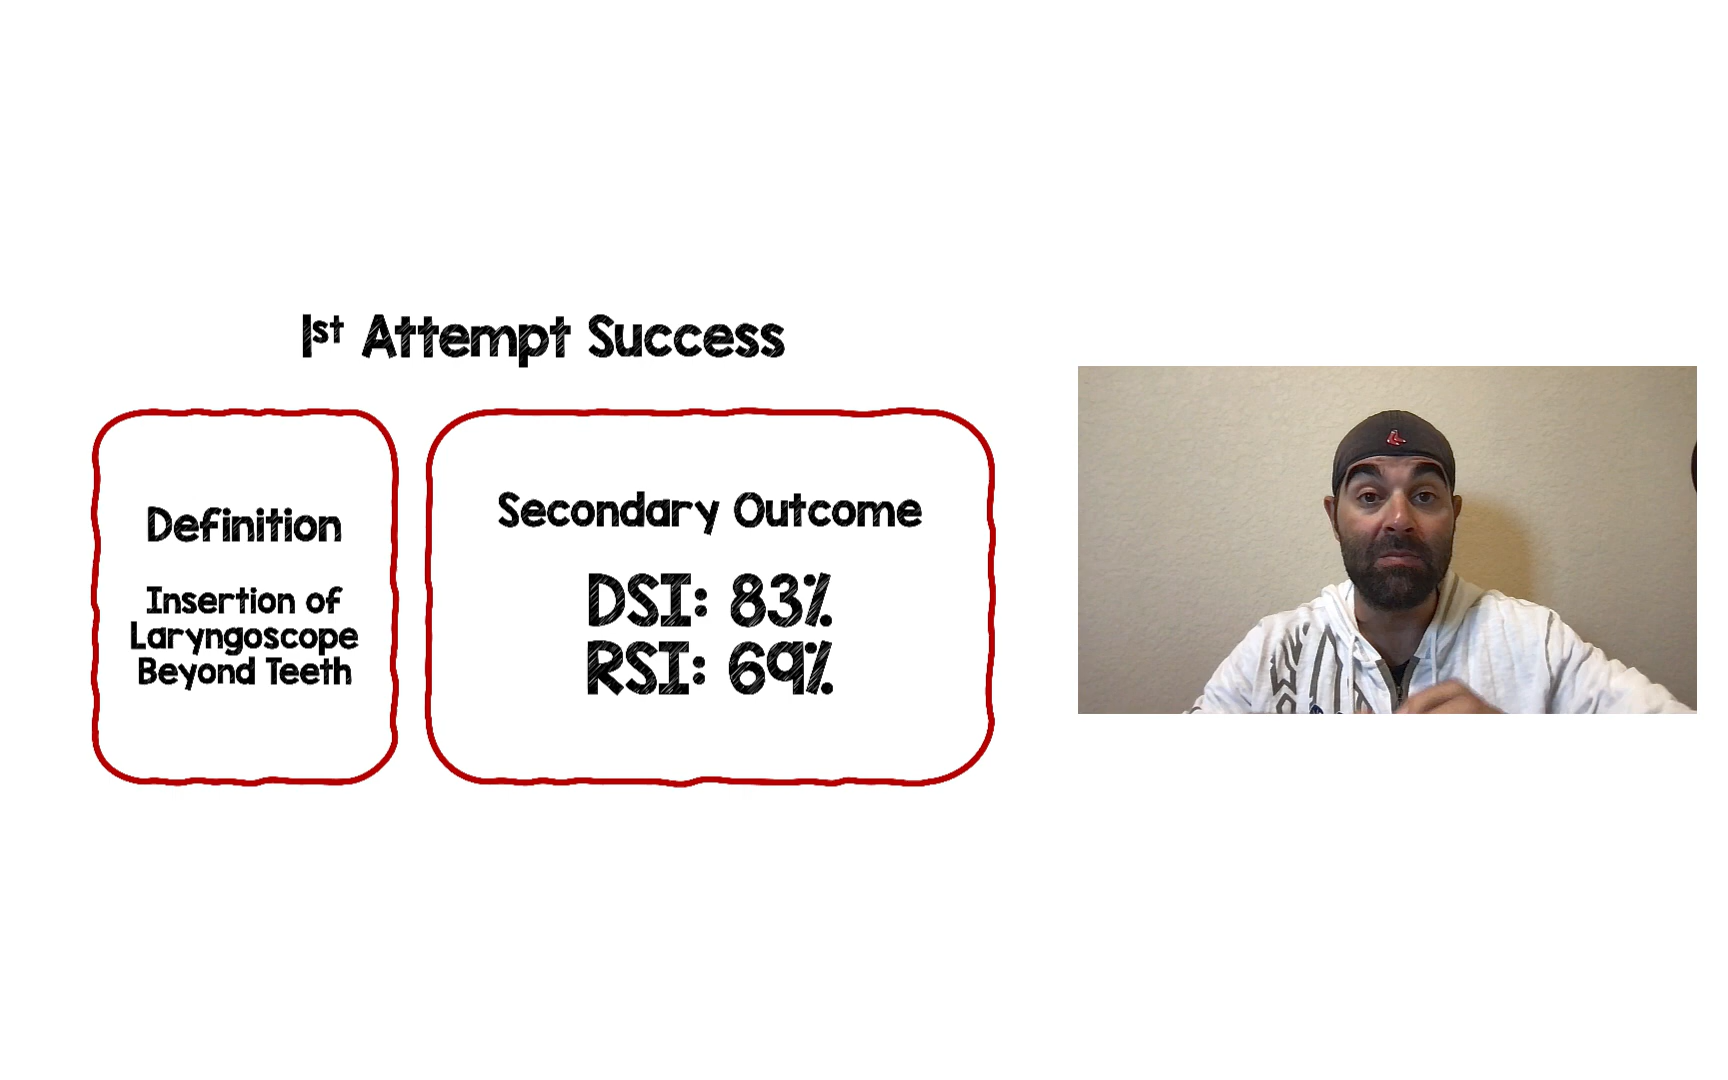 1st Attempt Success
Definition
Insertion of
Laryngoscope
Beyond Teeth
Secondary Outcome
DSI: 83%
RSI: 69%